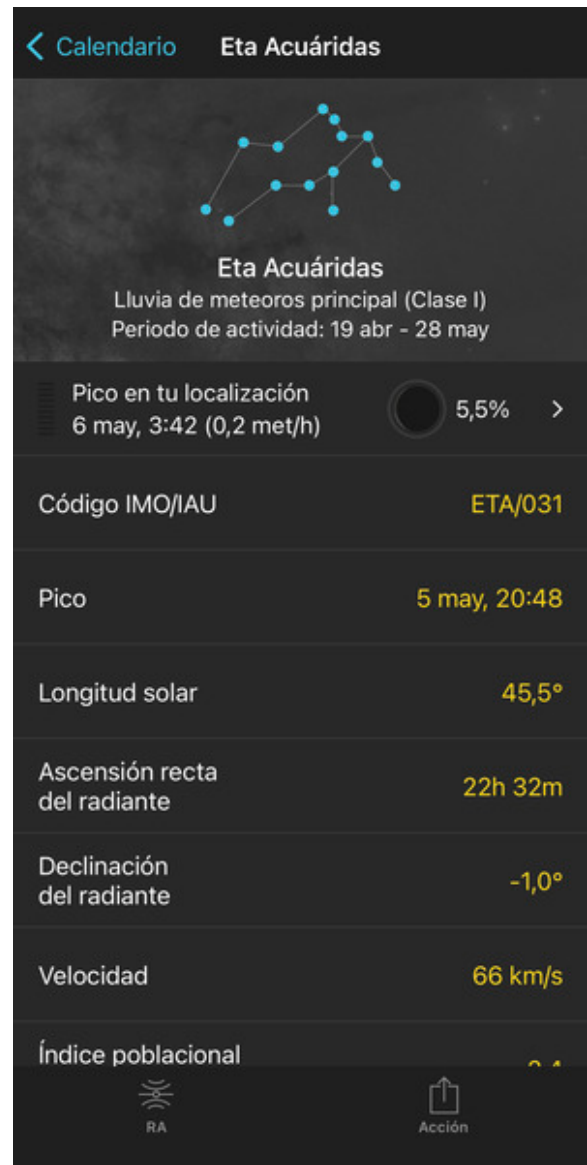 Calendario Eta Acuáridas
Eta Acuáridas
Lluvia de meteoros principal (Clase I)
Periodo de actividad: 19 abr - 28 may
Pico en tu localización
6 may, 3:42 (0,2 met/h) 5,5%
Código IMO/IAU ETA/031
Pico 5 may, 20:48
Longitud solar 45,5°
Ascensión recta
del radiante 22h 32m
Declinación
del radiante -1,0°
Velocidad 66 km/s
Índice poblacional
RA Acción